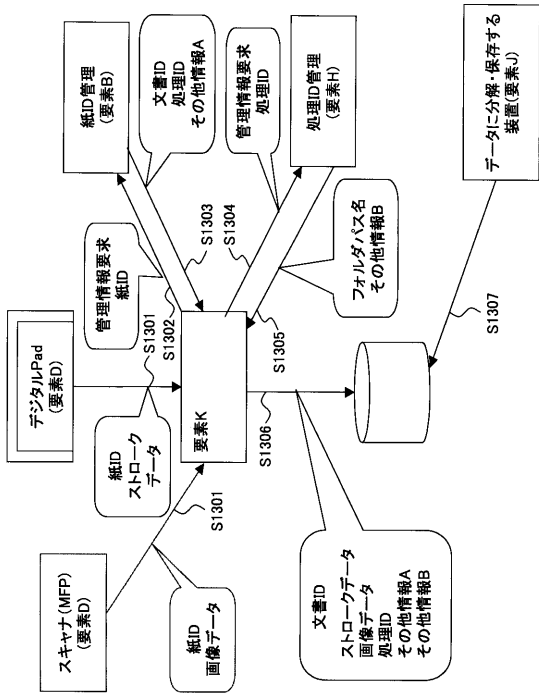 スキャナ(MFP)
(要素D)
紙ID
画像データ
S1301
デジタルPad
(要素D)
紙ID
ストローク
データ
S1301
管理情報要求
紙ID
S1302
紙ID管理
(要素B)
文書ID
処理ID
その他情報A
S1303
要素K
管理情報要求
処理ID
S1304
処理ID管理
(要素H)
フォルダパス名
その他情報B
S1305
S1306
文書ID
ストロークデータ
画像データ
処理ID
その他情報A
その他情報B
データに分解・保存する
装置(要素J)
S1307